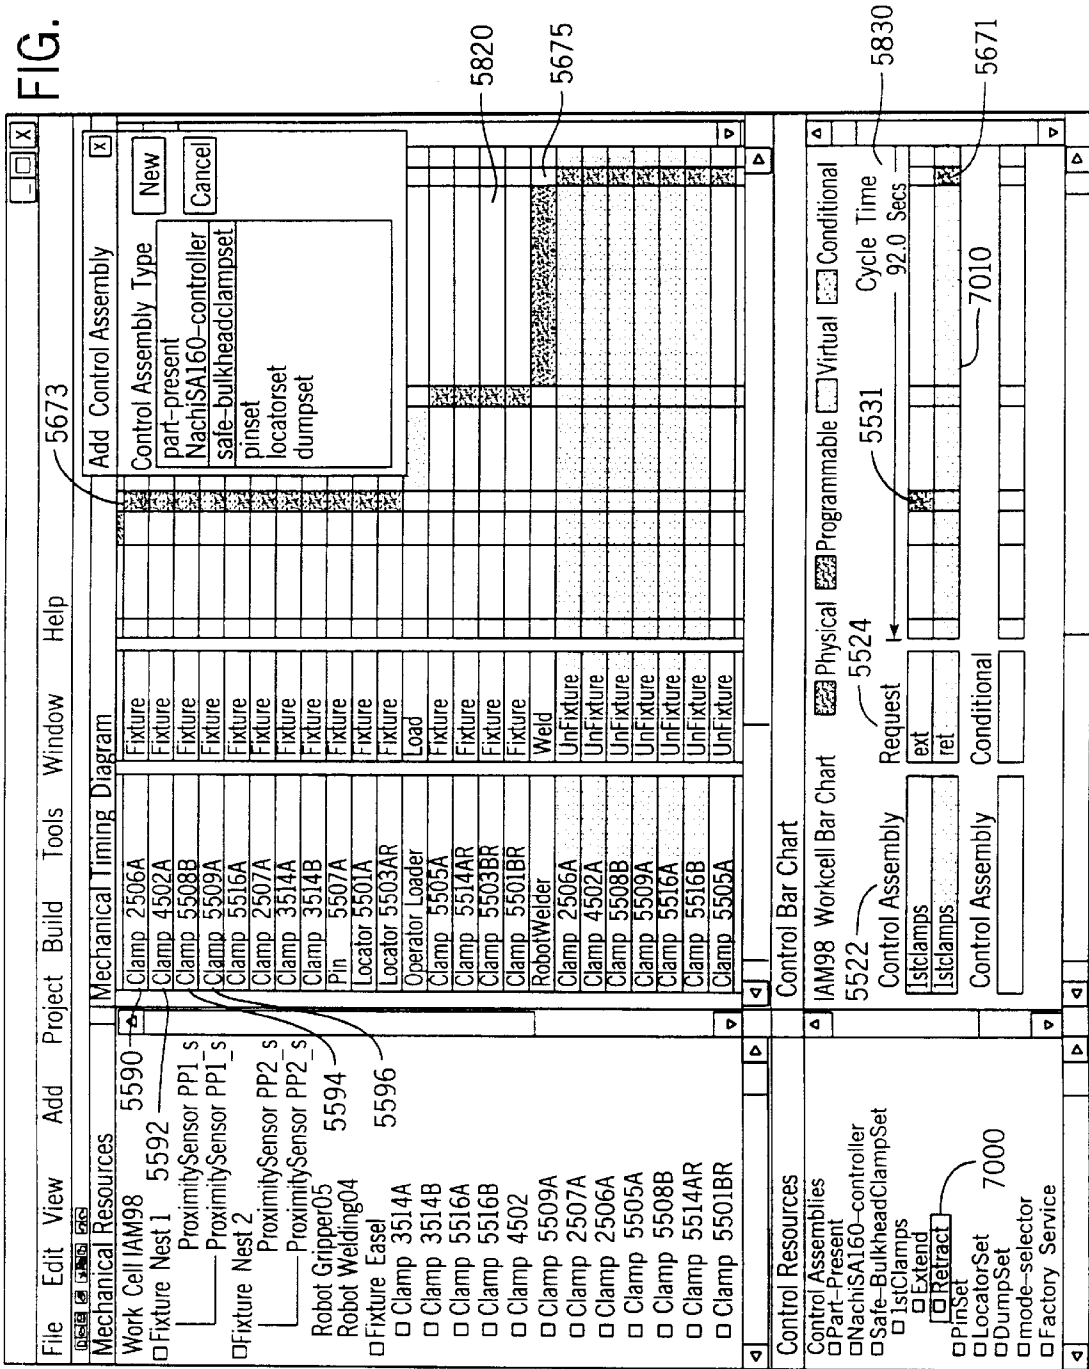 FIG.
File Edit View Add Project Build Tools Window Help
Mechanical Resources
Work Cell IAM98
Fixture Nest 1
ProximitySensor PP1_s
ProximitySensor PP1_s
Fixture Nest 2
ProximitySensor PP2_s
ProximitySensor PP2_s
Robot Gripper05
Robot Welding04
Fixture Easel
Clamp 3514A
Clamp 3514B
Clamp 5516A
Clamp 5516B
Clamp 4502
Clamp 5509A
Clamp 2507A
Clamp 2506A
Clamp 5505A
Clamp 5508B
Clamp 5514AR
Clamp 5501BR
5590
5592
5594
5596
Mechanical Timing Diagram
Clamp 2506A Fixture
Clamp 4502A Fixture
Clamp 5508B Fixture
Clamp 5509A Fixture
Clamp 5516A Fixture
Clamp 2507A Fixture
Clamp 3514A Fixture
Clamp 3514B Fixture
Pin 5507A Fixture
Locator 5501A Fixture
Locator 5503AR Fixture
Operator Loader Load
Clamp 5505A Fixture
Clamp 5514AR Fixture
Clamp 5503BR Fixture
Clamp 5501BR Fixture
RobotWelder Weld
Clamp 2506A UnFixture
Clamp 4502A UnFixture
Clamp 5508B UnFixture
Clamp 5509A UnFixture
Clamp 5516A UnFixture
Clamp 5516B UnFixture
Clamp 5505A UnFixture
5673
Add Control Assembly X
Control Assembly Type
part-present
NachiSA160-controller
safe-bulkheadclampset
pinset
locatorset
dumpset
New
Cancel
5820
5675
Control Resources
Control Assemblies
Part-Present
NachiSA160-controller
Safe-BulkheadClampSet
1stClamps
Extend
Retract
PinSet
LocatorSet
DumpSet
mode-selector
Factory Service
7000
Control Bar Chart
IAM98 Workcell Bar Chart Physical Programmable Virtual Conditional
5522 5524
Control Assembly Request
1stclamps ext
1stclamps ret
Control Assembly Conditional
5531
Cycle Time
92.0 Secs
7010
5830
5671